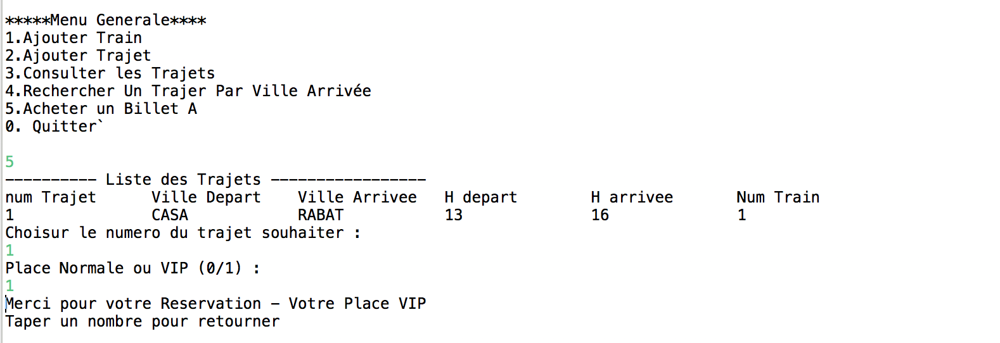 *****Menu Generale****
1.Ajouter Train
2.Ajouter Trajet
3.Consulter les Trajets
4.Rechercher Un Trajer Par Ville Arrivée
5.Acheter un Billet A
0. Quitter`
5
---------- Liste des Trajets -----------------
num Trajet Ville Depart Ville Arrivee H depart H arrivee Num Train
1 CASA RABAT 13 16 1
Choisur le numero du trajet souhaiter :
1
Place Normale ou VIP (0/1) :
1
Merci pour votre Reservation - Votre Place VIP
Taper un nombre pour retourner